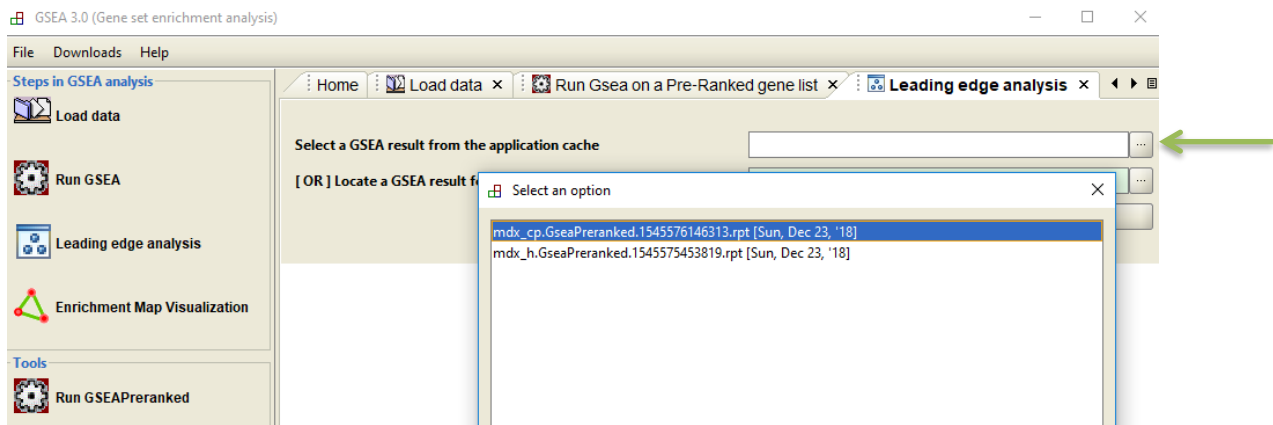 GSEA 3.0 (Gene set enrichment analysis)
File Downloads Help
Steps in GSEA analysis
Load data
Run GSEA
Leading edge analysis
Enrichment Map Visualization
Tools
Run GSEAPreranked
Home Load data × Run Gsea on a Pre-Ranked gene list × Leading edge analysis ×
Select a GSEA result from the application cache
...
[ OR ] Locate a GSEA result
...
Select an option
mdx_cp.GseaPreranked.1545576146313.rpt [Sun, Dec 23, '18]
mdx_h.GseaPreranked.1545575453819.rpt [Sun, Dec 23, '18]